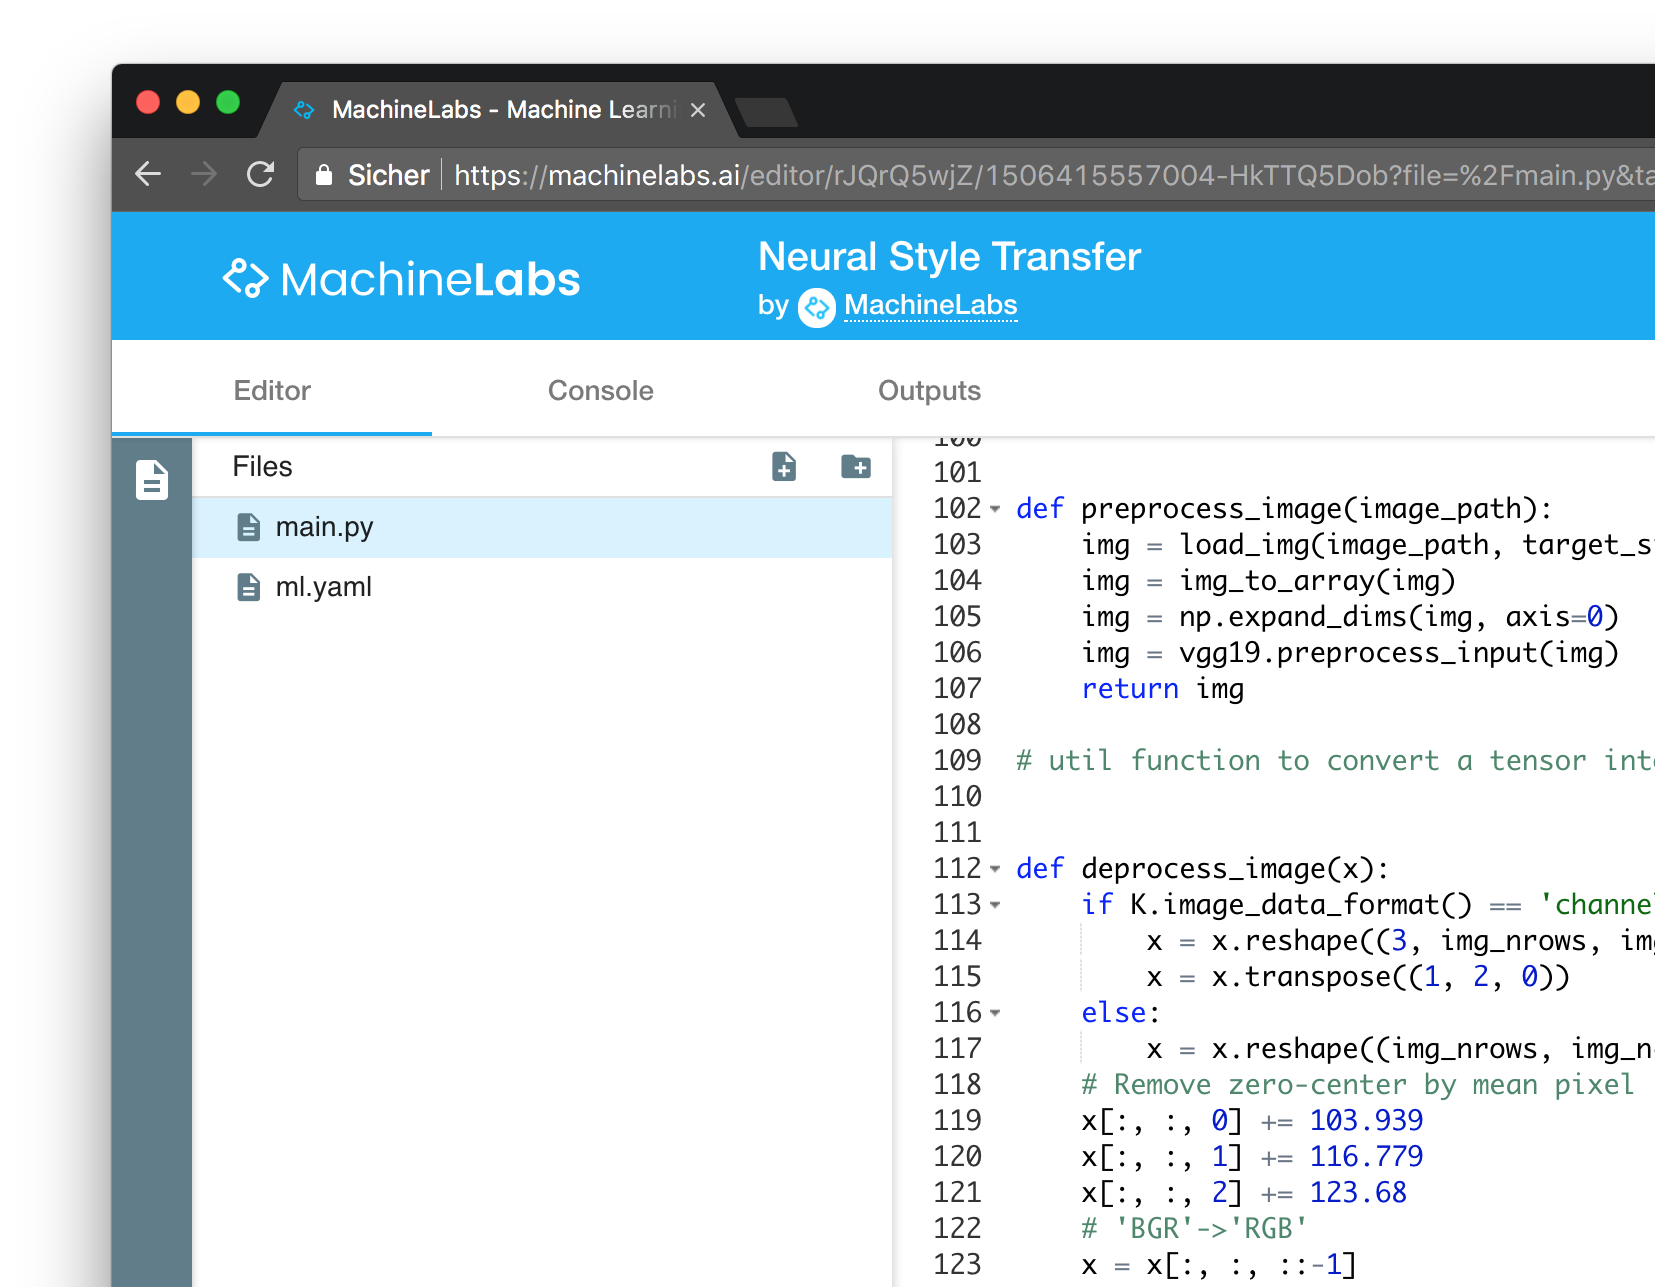 MachineLabs - Machine Learni
Sicher https://machinelabs.ai/editor/rJQrQ5wjZ/1506415557004-HkTTQ5Dob?file=%2Fmain.py&ta
MachineLabs
Neural Style Transfer
by MachineLabs
Editor Console Outputs
Files
main.py
ml.yaml
100
101
102 def preprocess_image(image_path):
103 img = load_img(image_path, target_s
104 img = img_to_array(img)
105 img = np.expand_dims(img, axis=0)
106 img = vgg19.preprocess_input(img)
107 return img
108
109 # util function to convert a tensor int
110
111
112 def deprocess_image(x):
113 if K.image_data_format() == 'channel
114 x = x.reshape((3, img_nrows, img
115 x = x.transpose((1, 2, 0))
116 else:
117 x = x.reshape((img_nrows, img_n
118 # Remove zero-center by mean pixel
119 x[:, :, 0] += 103.939
120 x[:, :, 1] += 116.779
121 x[:, :, 2] += 123.68
122 # 'BGR'->'RGB'
123 x = x[:, :, ::-1]